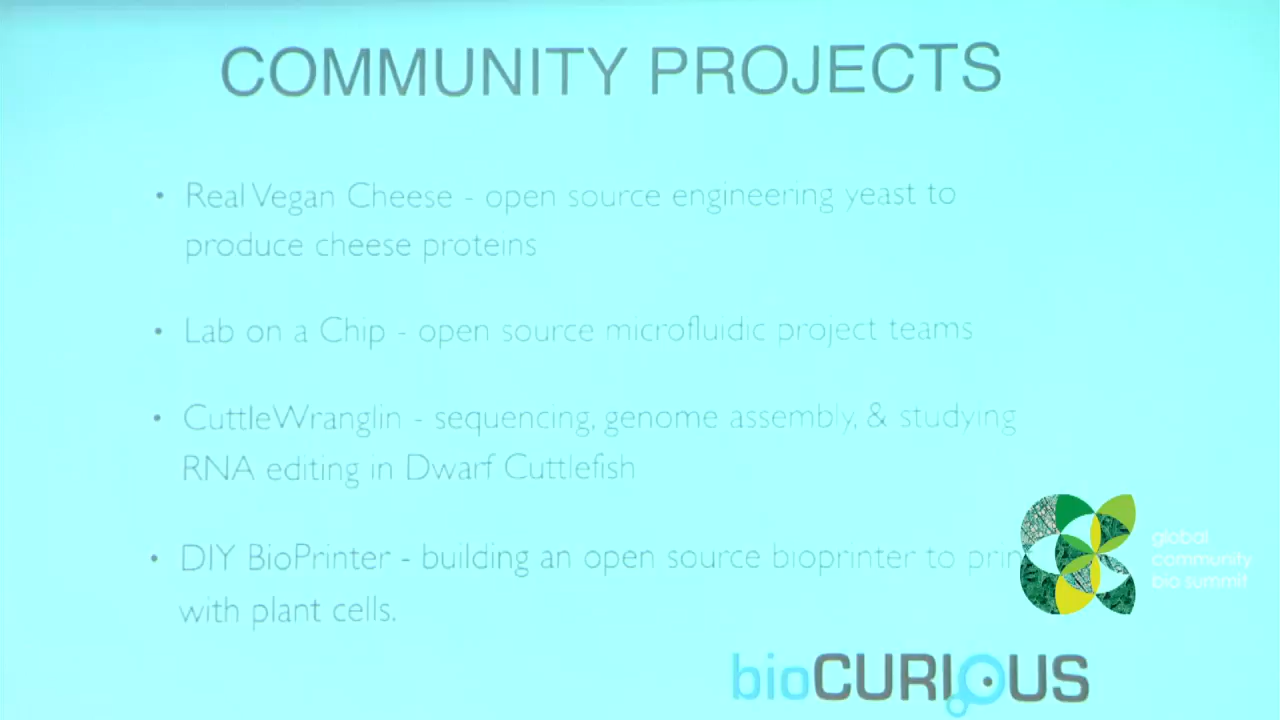 COMMUNITY PROJECTS
• Real Vegan Cheese - open source engineering yeast to
produce cheese proteins
• Lab on a Chip - open source microfluidic project teams
• CuttleWranglin - sequencing, genome assembly, & studying
RNA editing in Dwarf Cuttlefish
• DIY BioPrinter - building an open source bioprinter to prin
with plant cells.
global
community
bio summit
bioCURIOUS